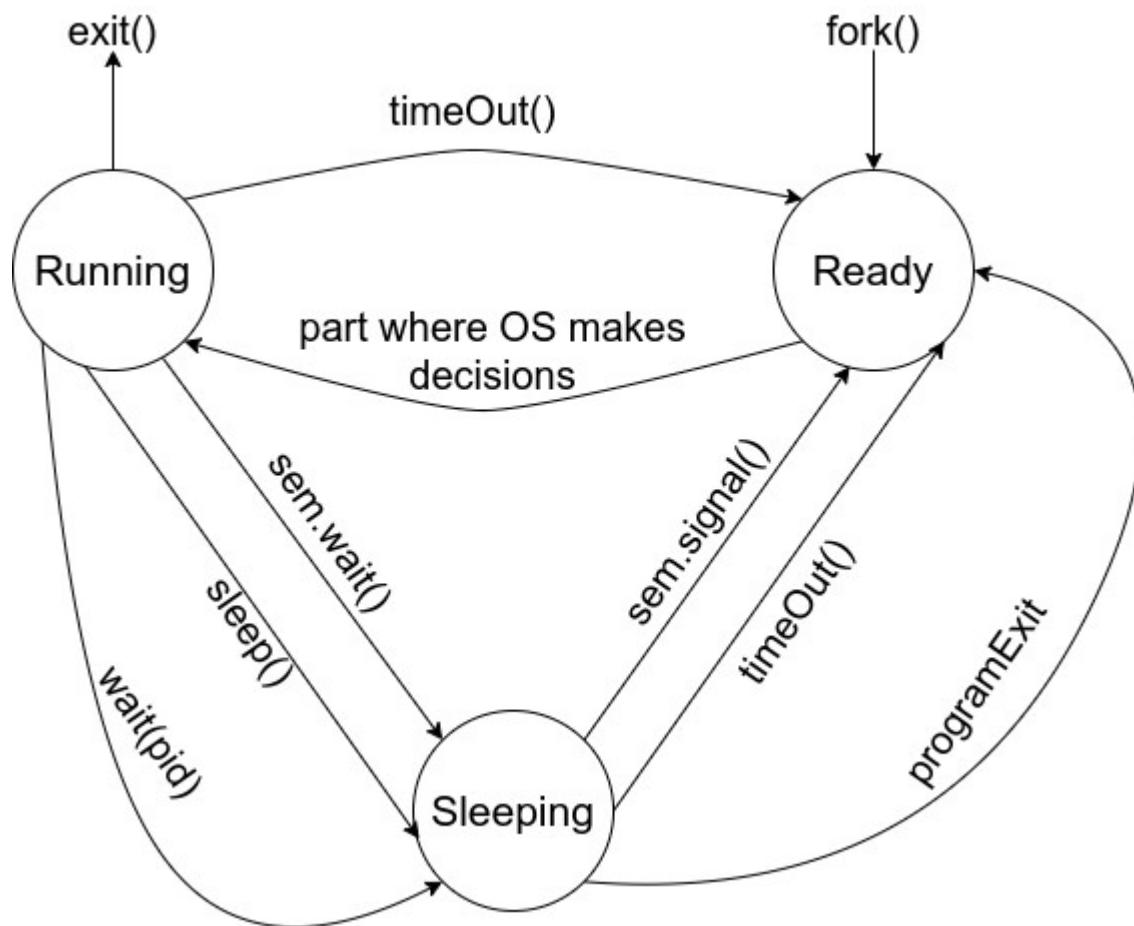 exit()
fork()
timeOut()
Running
Ready
part where OS makes
decisions
sem.wait()
sem.signal()
sleep()
timeOut()
wait(pid)
programExit
Sleeping